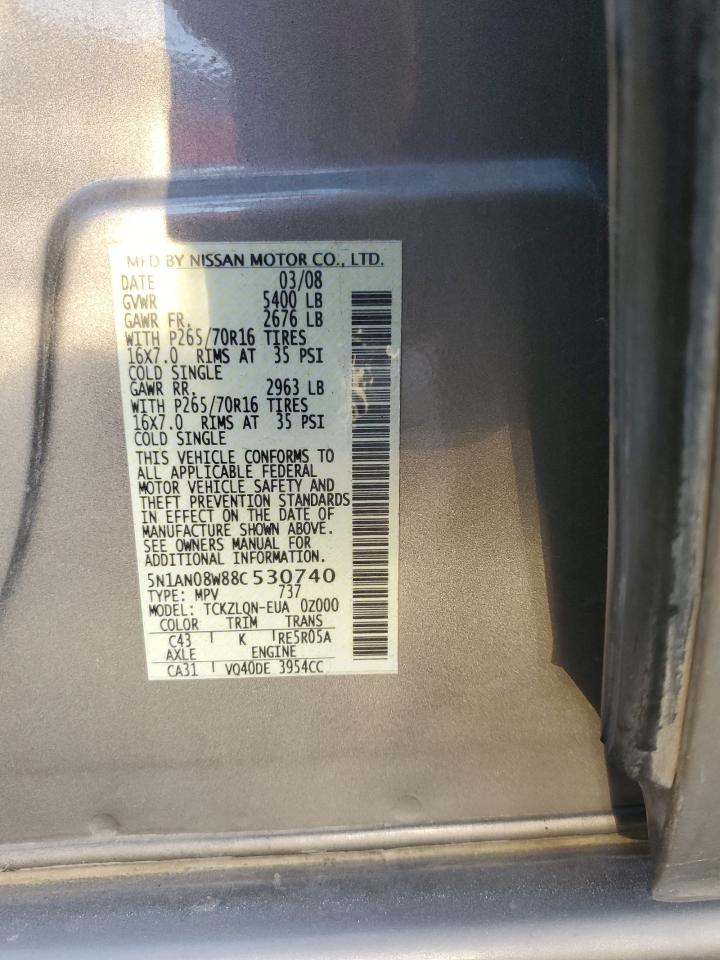 MFD BY NISSAN MOTOR CO., LTD.
DATE 03/08
GVWR 5400 LB
GAWR FR. 2676 LB
WITH P265/70R16 TIRES
16X7.0 RIMS AT 35 PSI
COLD SINGLE
GAWR RR. 2963 LB
WITH P265/70R16 TIRES
16X7.0 RIMS AT 35 PSI
COLD SINGLE
THIS VEHICLE CONFORMS TO
ALL APPLICABLE FEDERAL
MOTOR VEHICLE SAFETY AND
THEFT PREVENTION STANDARDS
IN EFFECT ON THE DATE OF
MANUFACTURE SHOWN ABOVE.
SEE OWNERS MANUAL FOR
ADDITIONAL INFORMATION.
5N1AN08W88C530740
TYPE: MPV 737
MODEL: TCKZLQN-EUA 0Z000
COLOR TRIM TRANS
C43 K RE5R05A
AXLE ENGINE
CA31 VQ40DE 3954CC